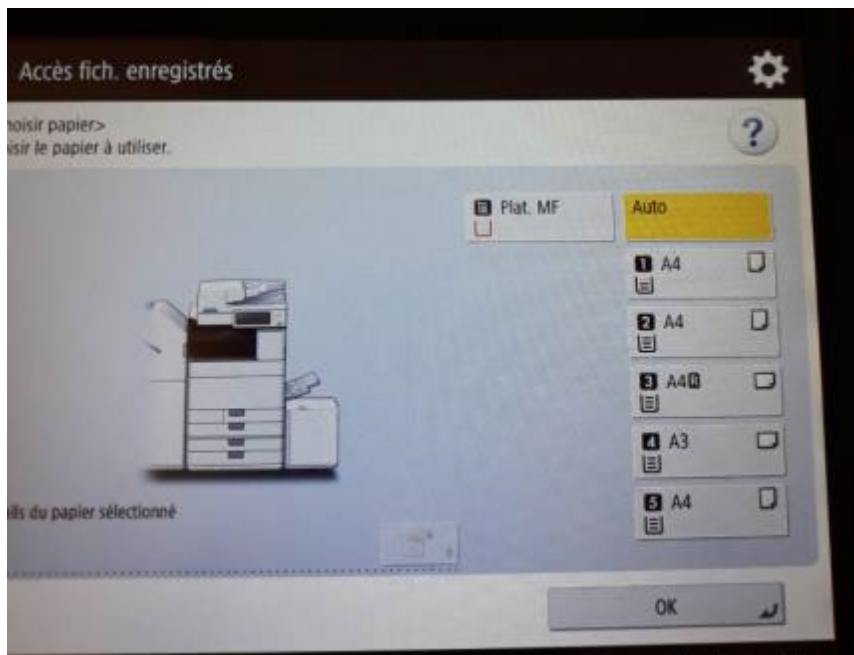 Accès fich. enregistrés
hoisir papier>
isir le papier à utiliser.
?
Plat. MF
Auto
1 A4
2 A4
3 A4R
4 A3
5 A4
ils du papier sélectionné
OK